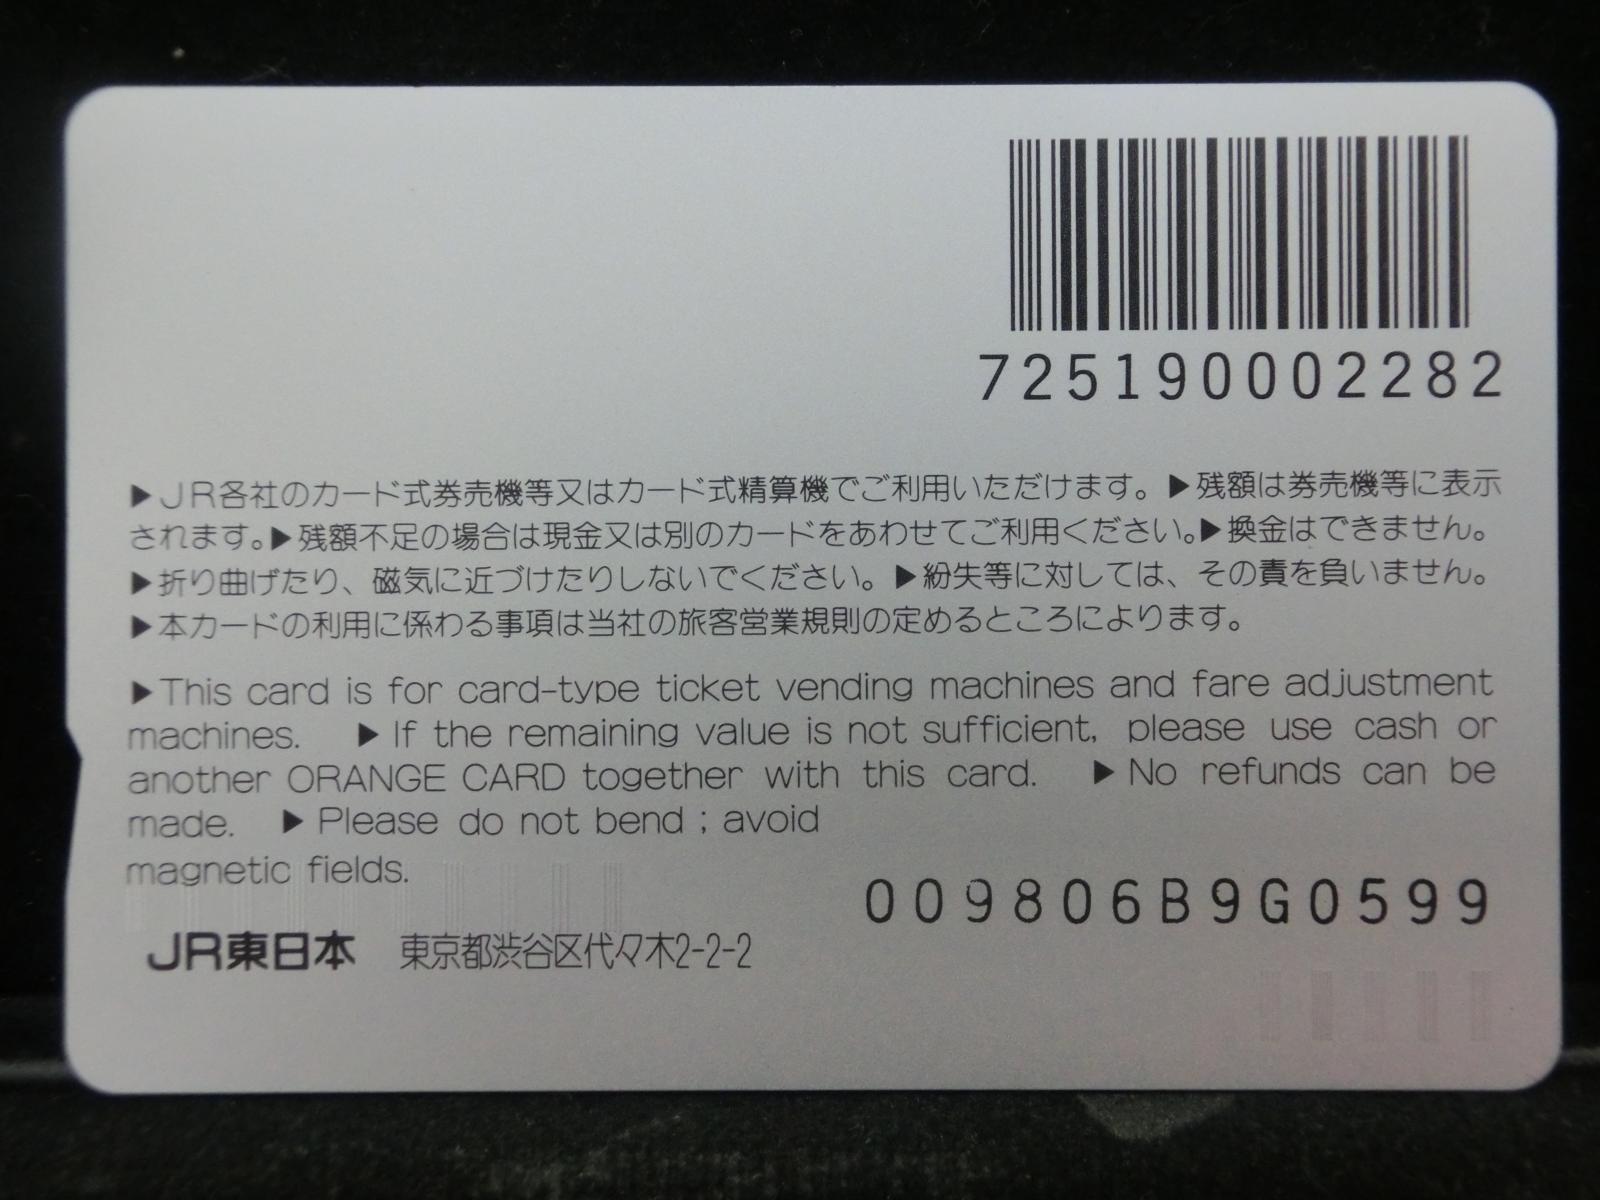 725190002282
▶JR各社のカード式券売機等又はカード式精算機でご利用いただけます。▶残額は券売機等に表示
されます。▶残額不足の場合は現金又は別のカードをあわせてご利用ください。▶換金はできません。
▶折り曲げたり、磁気に近づけたりしないでください。▶紛失等に対しては、その責を負いません。
▶本カードの利用に係わる事項は当社の旅客営業規則の定めるところによります。
▶This card is for card-type ticket vending machines and fare adjustment
machines. ▶If the remaining value is not sufficient, please use cash or
another ORANGE CARD together with this card. ▶No refunds can be
made. ▶Please do not bend ; avoid
magnetic fields.
009806B9G0599
JR東日本 東京都渋谷区代々木2-2-2